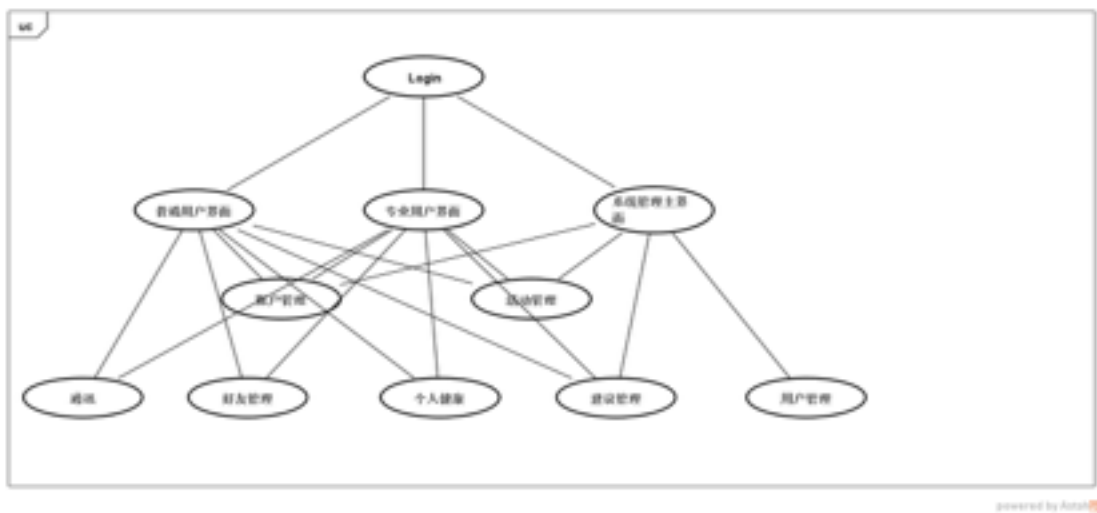 uc
Login
普通用户界面
专业用户界面
系统管理主界
面
账户管理
活动管理
通讯
好友管理
个人健康
建议管理
用户管理
powered by Astah